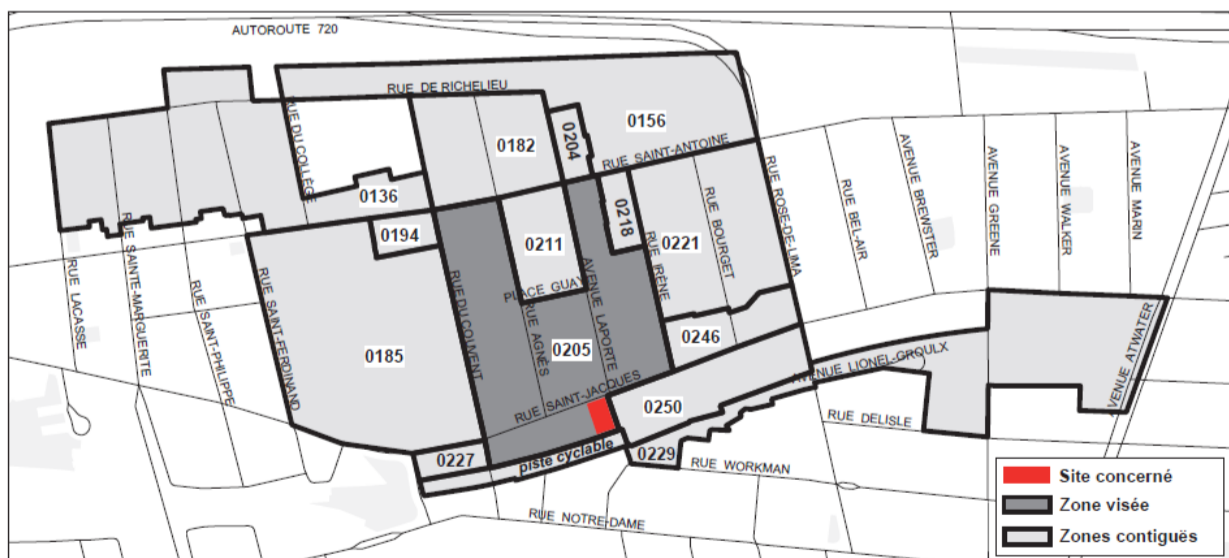 AUTOROUTE 720
RUE DE RICHELIEU
RUE DU COLLÈGE
0156
0204
0182
RUE SAINT-ANTOINE
0136
0194
0211
0218
0221
RUE BOURGET
RUE ROSE-DE-LIMA
RUE BEL-AIR
AVENUE BREWSTER
AVENUE GREENE
AVENUE WALKER
AVENUE MARIN
RUE LACASSE
RUE SAINTE-MARGUERITE
RUE SAINT-PHILIPPE
RUE SAINT-FERDINAND
RUE DU COUVENT
PLACE GUAY
RUE AGNÈS
AVENUE LAPORTE
RUE IRÈNE
0185
0205
0246
RUE SAINT-JACQUES
0250
AVENUE LIONEL-GROULX
AVENUE ATWATER
RUE DELISLE
0227
piste cyclable
0229
RUE WORKMAN
RUE NOTRE-DAME
Site concerné
Zone visée
Zones contiguës